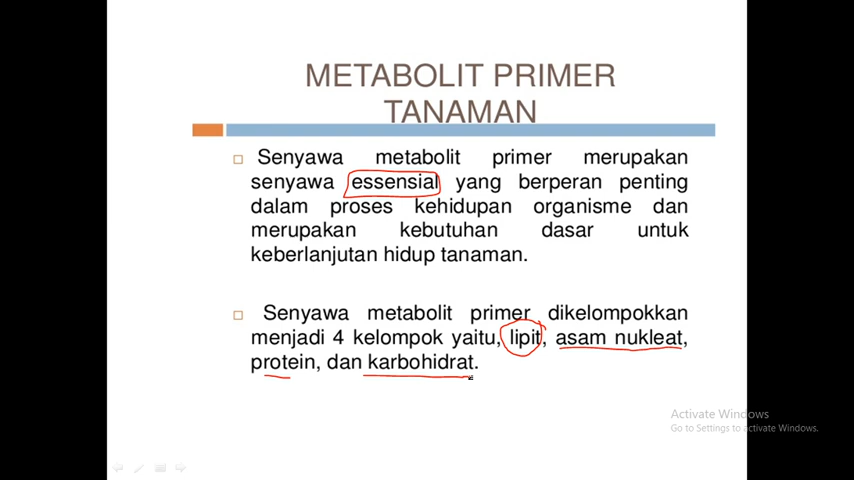 METABOLIT PRIMER
TANAMAN
Senyawa metabolit primer merupakan
senyawa essensial yang berperan penting
dalam proses kehidupan organisme dan
merupakan kebutuhan dasar untuk
keberlanjutan hidup tanaman.
Senyawa metabolit primer dikelompokkan
menjadi 4 kelompok yaitu, lipit, asam nukleat,
protein, dan karbohidrat.
Activate Windows
Go to Settings to activate Windows.